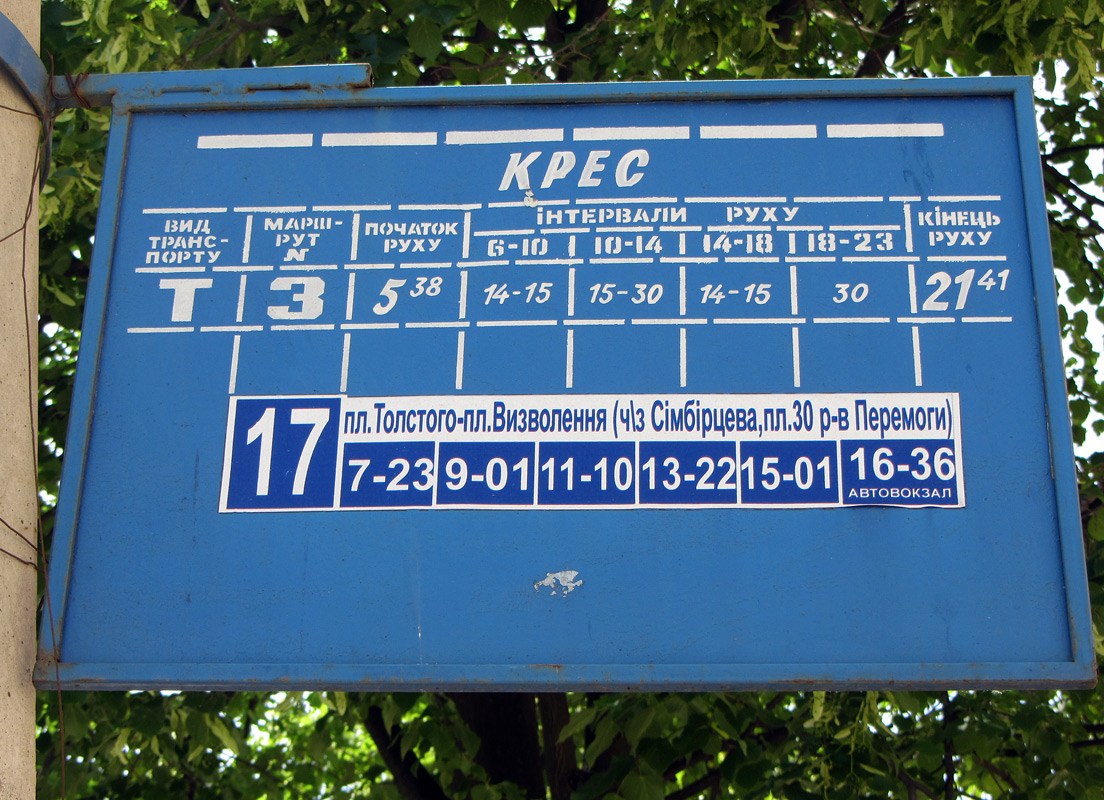 КРЕС
ВИД ТРАНС-ПОРТУ МАРШ-РУТ N ПОЧАТОК РУХУ ІНТЕРВАЛИ РУХУ КІНЕЦЬ РУХУ
6-10 10-14 14-18 18-23
Т 3 5 38 14-15 15-30 14-15 30 21 41
17 пл.Толстого-пл.Визволення (ч\з Сімбірцева,пл.30 р-в Перемоги)
7-23 9-01 11-10 13-22 15-01 16-36
АВТОВОКЗАЛ